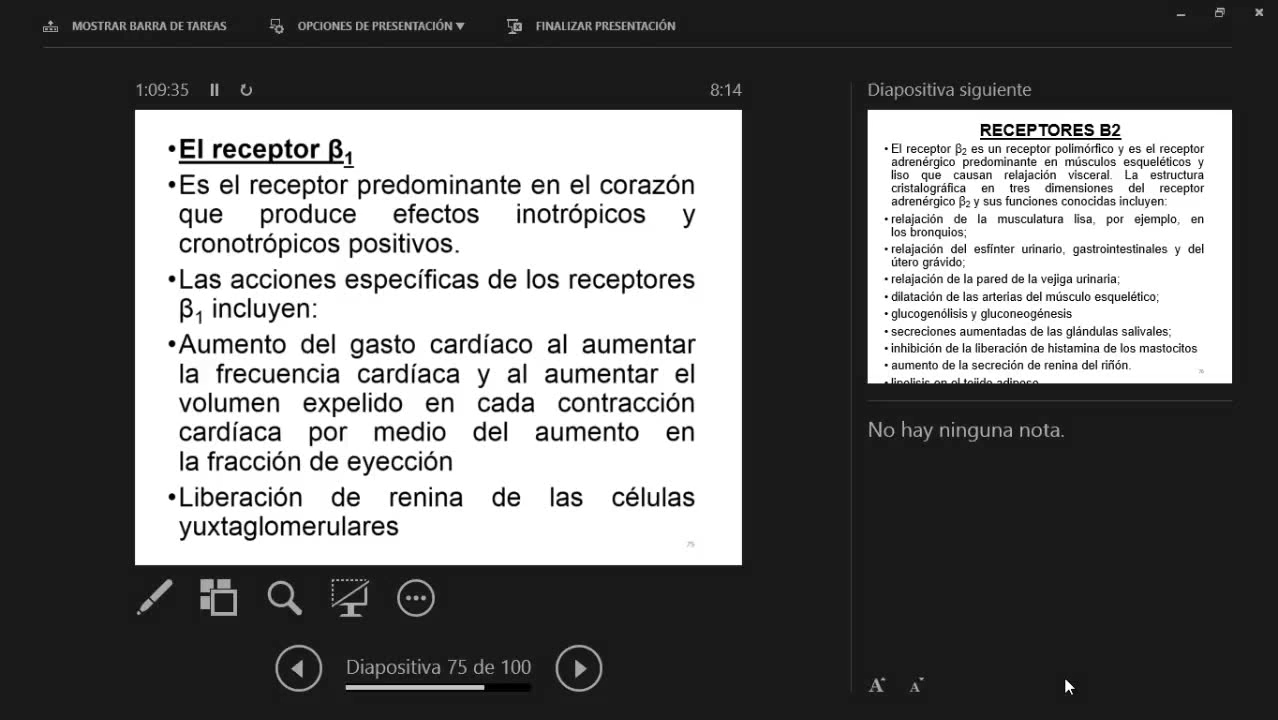 MOSTRAR BARRA DE TAREAS
OPCIONES DE PRESENTACIÓN
FINALIZAR PRESENTACIÓN
1:09:35
8:14
•El receptor β1
•Es el receptor predominante en el corazón
que produce efectos inotrópicos y
cronotrópicos positivos.
•Las acciones específicas de los receptores
β1 incluyen:
•Aumento del gasto cardíaco al aumentar
la frecuencia cardíaca y al aumentar el
volumen expelido en cada contracción
cardíaca por medio del aumento en
la fracción de eyección
•Liberación de renina de las células
yuxtaglomerulares
75
Diapositiva 75 de 100
Diapositiva siguiente
RECEPTORES B2
• El receptor β2 es un receptor polimórfico y es el receptor
adrenérgico predominante en músculos esqueléticos y
liso que causan relajación visceral. La estructura
cristalográfica en tres dimensiones del receptor
adrenérgico β2 y sus funciones conocidas incluyen:
• relajación de la musculatura lisa, por ejemplo, en
los bronquios;
• relajación del esfínter urinario, gastrointestinales y del
útero grávido;
• relajación de la pared de la vejiga urinaria;
• dilatación de las arterias del músculo esquelético;
• glucogenólisis y gluconeogénesis
• secreciones aumentadas de las glándulas salivales;
• inhibición de la liberación de histamina de los mastocitos
• aumento de la secreción de renina del riñón.
• lipolisis en el tejido adiposo
76
No hay ninguna nota.
A A